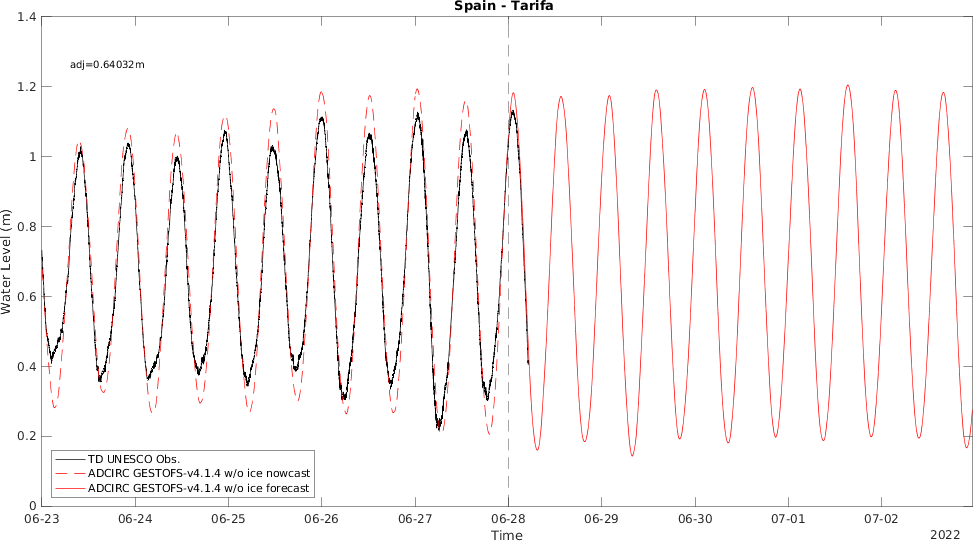 Spain - Tarifa
1.4
adj=0.64032m
1.2
1
0.8
0.6
0.4
0.2
0
Water Level (m)
TD UNESCO Obs.
ADCIRC GESTOFS-v4.1.4 w/o ice nowcast
ADCIRC GESTOFS-v4.1.4 w/o ice forecast
06-23 06-24 06-25 06-26 06-27 06-28 06-29 06-30 07-01 07-02
Time
2022